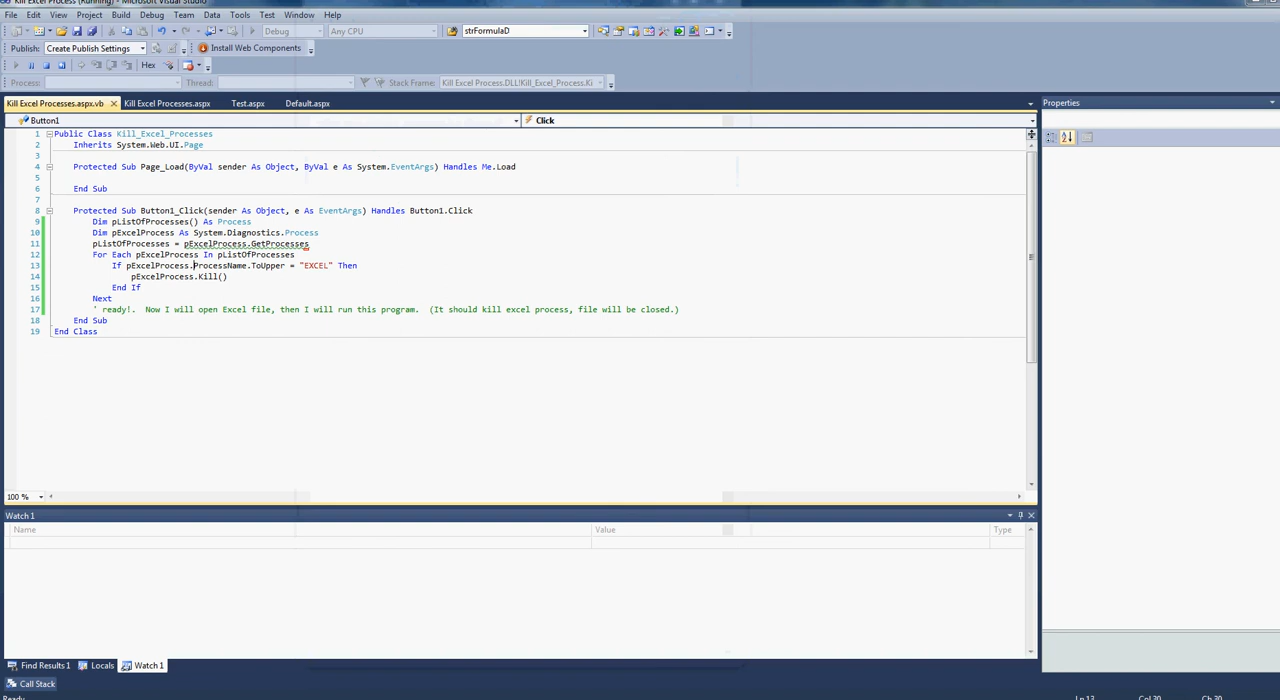 Kill Excel Process (Running) - Microsoft Visual Studio
File Edit View Project Build Debug Team Data Tools Test Window Help
Debug Any CPU strFormulaD
Publish: Create Publish Settings Install Web Components
Hex
Process: Thread: Stack Frame: Kill Excel Process.DLL!Kill_Excel_Process.Ki
Kill Excel Processes.aspx.vb Kill Excel Processes.aspx Test.aspx Default.aspx Properties
Button1 Click
1 Public Class Kill_Excel_Processes
2 Inherits System.Web.UI.Page
3
4 Protected Sub Page_Load(ByVal sender As Object, ByVal e As System.EventArgs) Handles Me.Load
5
6 End Sub
7
8 Protected Sub Button1_Click(sender As Object, e As EventArgs) Handles Button1.Click
9 Dim pListOfProcesses() As Process
10 Dim pExcelProcess As System.Diagnostics.Process
11 pListOfProcesses = pExcelProcess.GetProcesses
12 For Each pExcelProcess In pListOfProcesses
13 If pExcelProcess.ProcessName.ToUpper = "EXCEL" Then
14 pExcelProcess.Kill()
15 End If
16 Next
17 ' ready!. Now I will open Excel file, then I will run this program. (It should kill excel process, file will be closed.)
18 End Sub
19 End Class
100 %
Watch 1
Name Value Type
Find Results 1 Locals Watch 1
Call Stack
Ready Ln 13 Col 30 Ch 30